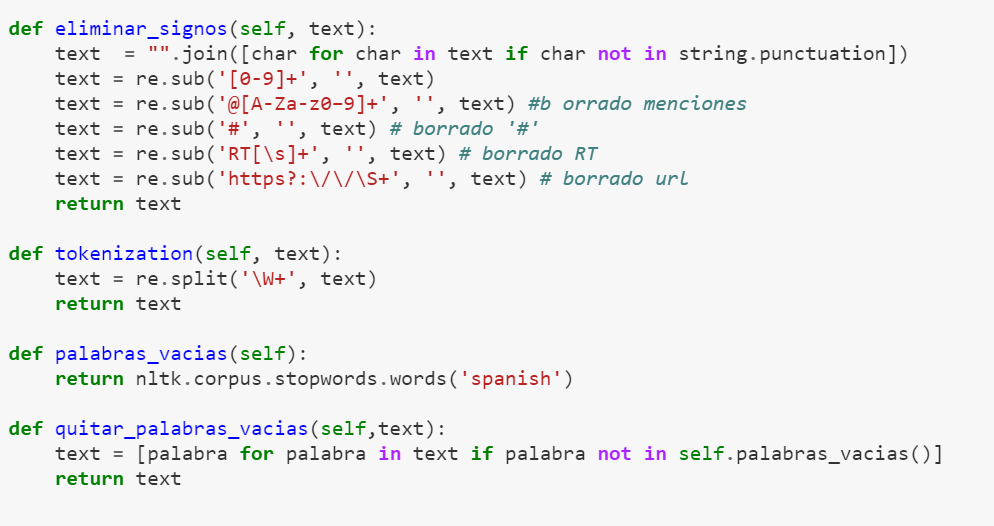 def eliminar_signos(self, text):
    text  = "".join([char for char in text if char not in string.punctuation])
    text = re.sub('[0-9]+', '', text)
    text = re.sub('@[A-Za-z0–9]+', '', text) #b orrado menciones
    text = re.sub('#', '', text) # borrado '#'
    text = re.sub('RT[\s]+', '', text) # borrado RT
    text = re.sub('https?:\/\/\S+', '', text) # borrado url
    return text
def tokenization(self, text):
    text = re.split('\W+', text)
    return text
def palabras_vacias(self):
    return nltk.corpus.stopwords.words('spanish')
def quitar_palabras_vacias(self,text):
    text = [palabra for palabra in text if palabra not in self.palabras_vacias()]
    return text